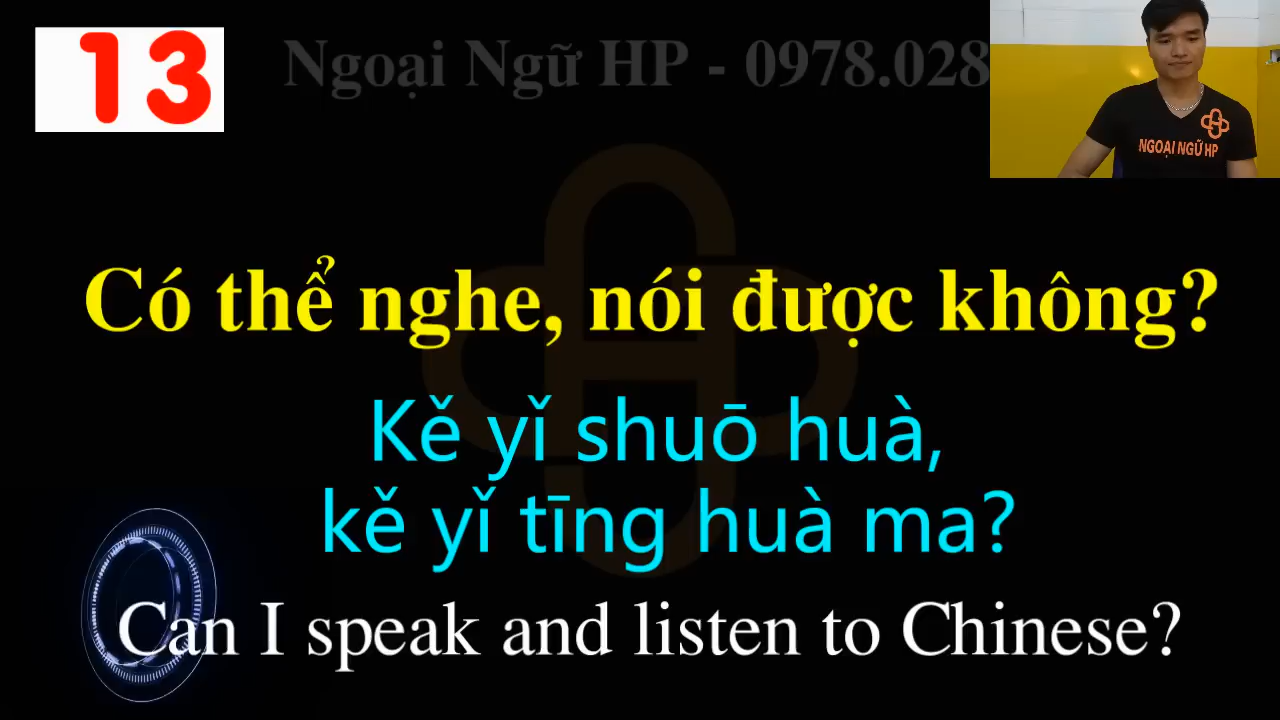 13
Ngoại Ngữ HP - 0978.028
NGOẠI NGỮ HP
Có thể nghe, nói được không?
Kě yǐ shuō huà,
kě yǐ tīng huà ma?
Can I speak and listen to Chinese?